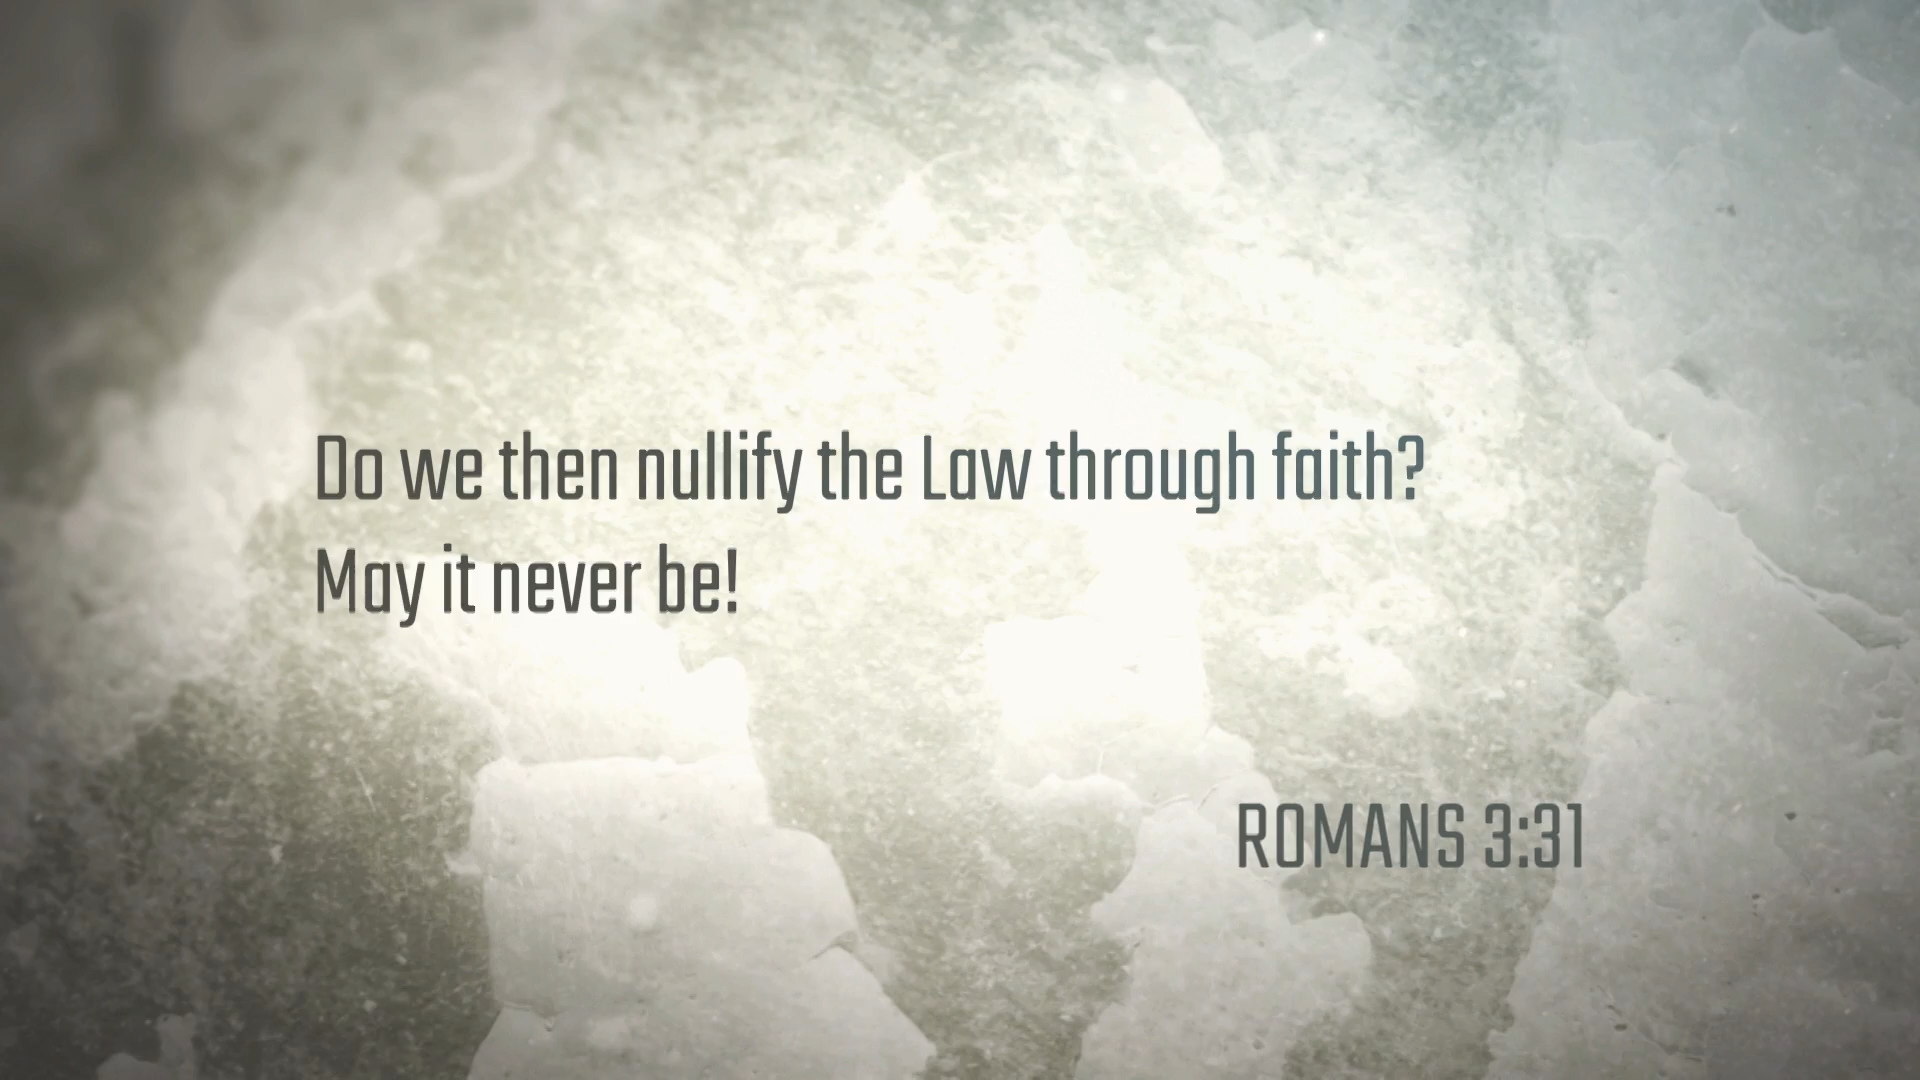 Do we then nullify the Law through faith?
May it never be!
ROMANS 3:31